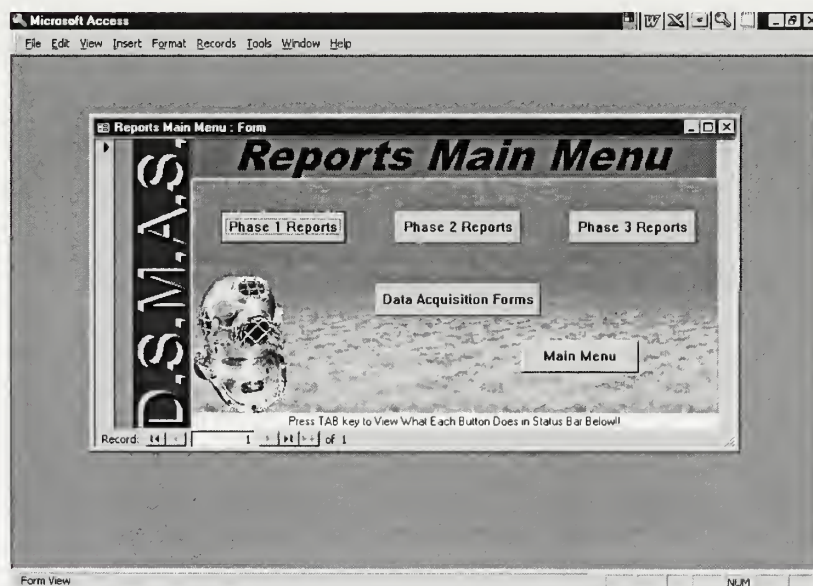 Microsoft Access
File Edit View Insert Format Records Tools Window Help
Reports Main Menu : Form
D.S.M.A.S.
Reports Main Menu
Phase 1 Reports Phase 2 Reports Phase 3 Reports
Data Acquisition Forms
Main Menu
Press TAB key to View What Each Button Does in Status Bar Below!!
Record: 1 of 1
Form View NUM